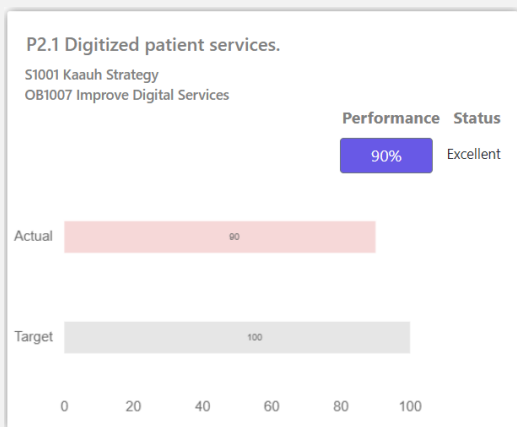 P2.1 Digitized patient services.
S1001 Kaauh Strategy
OB1007 Improve Digital Services
Performance Status
90% Excellent
Actual 90
Target 100
0 20 40 60 80 100